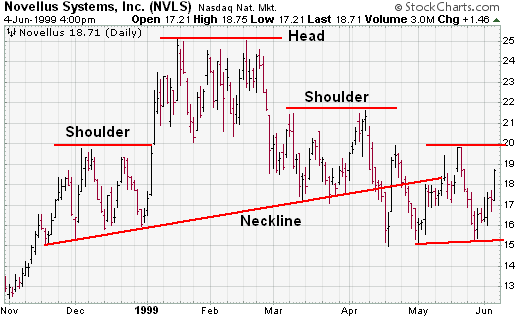 Novellus Systems, Inc. (NVLS) Nasdaq Nat. Mkt. © StockCharts.com
4-Jun-1999 4:00pm Open 17.21 High 18.75 Low 17.21 Last 18.71 Volume 3.0M Chg +1.46
Novellus 18.71 (Daily)
Head
Shoulder
Shoulder
Neckline
25
24
23
22
21
20
19
18
17
16
15
14
13
Nov Dec 1999 Feb Mar Apr May Jun